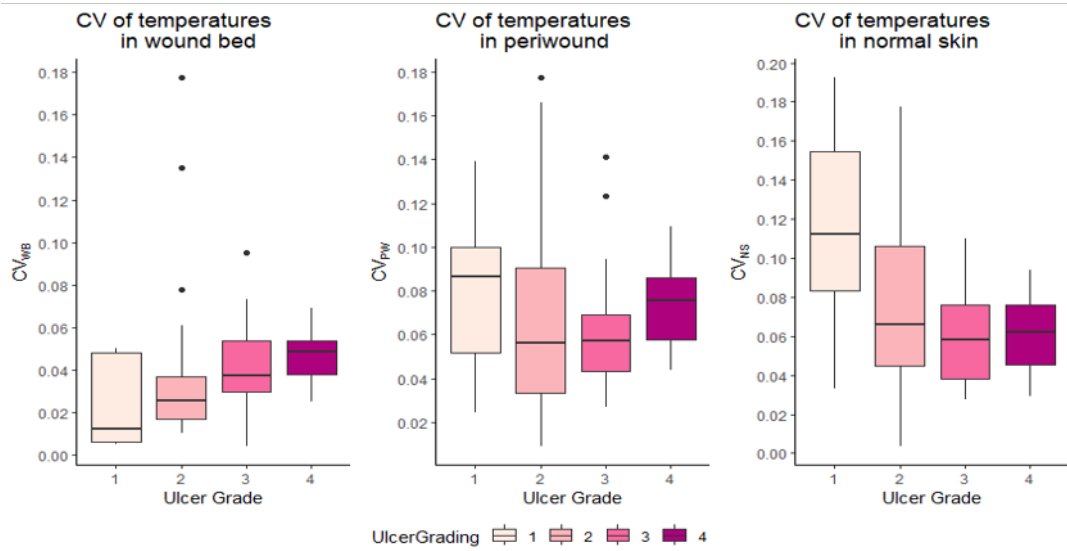 CV of temperatures
in wound bed
CV of temperatures
in periwound
CV of temperatures
in normal skin
0.18
0.16
0.14
0.12
0.10
0.08
0.06
0.04
0.02
0.00
CVWB
1 2 3 4
Ulcer Grade
0.18
0.16
0.14
0.12
0.10
0.08
0.06
0.04
0.02
CVPW
1 2 3 4
Ulcer Grade
0.20
0.18
0.16
0.14
0.12
0.10
0.08
0.06
0.04
0.02
0.00
CVNS
1 2 3 4
Ulcer Grade
UlcerGrading 1 2 3 4